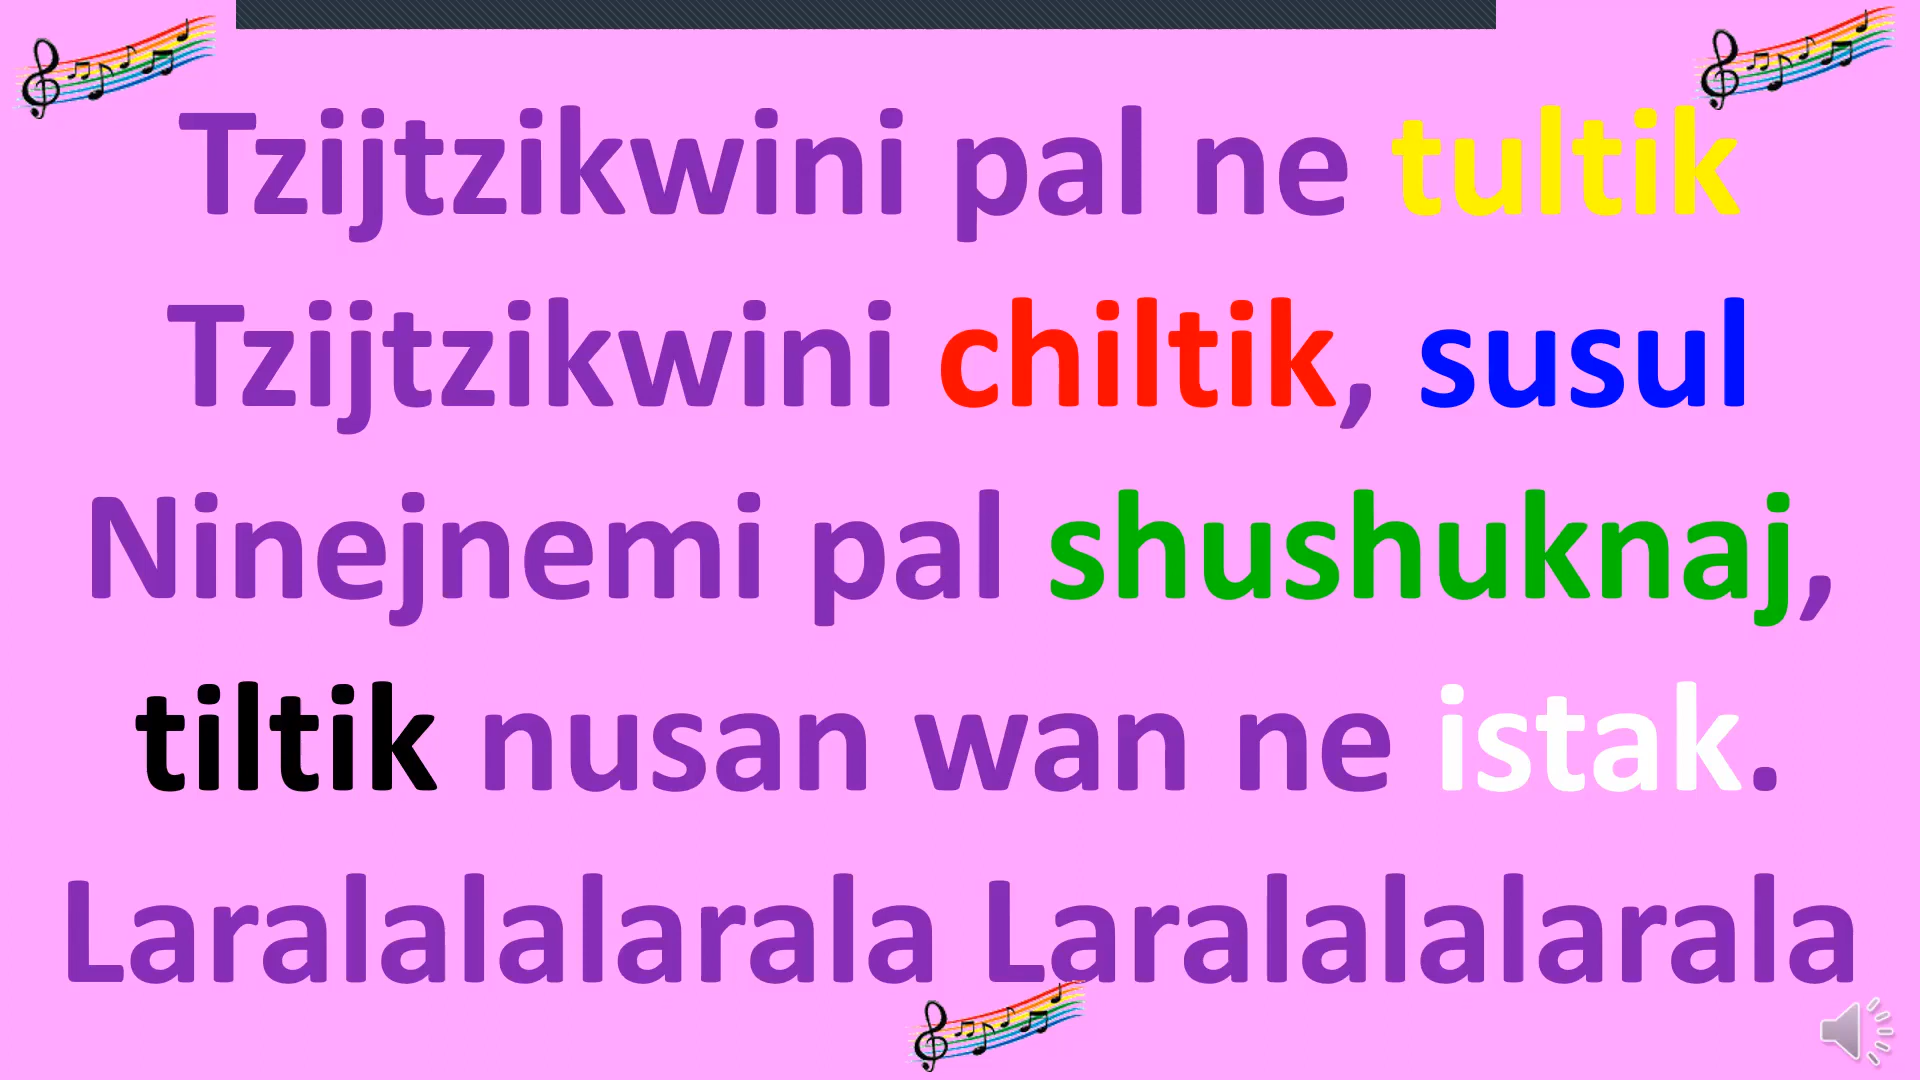 Tzijtzikwini pal ne tultik
Tzijtzikwini chiltik, susul
Ninejnemi pal shushuknaj,
tiltik nusan wan ne istak.
Laralalalarala Laralalalarala